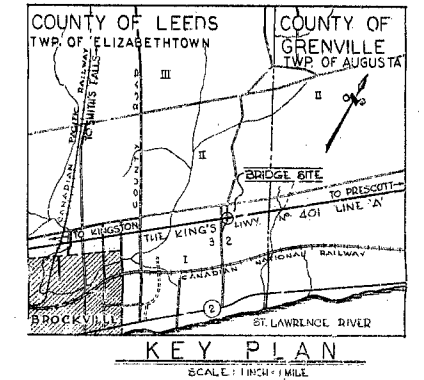 COUNTY OF LEEDS
TWP. OF ELIZABETHTOWN
COUNTY OF
GRENVILLE
TWP. OF AUGUSTA
CANADIAN PACIFIC RAILWAY
TO SMITH'S FALLS
COUNTY ROAD
III
II
II
BRIDGE SITE
TO PRESCOTT
TO KINGSTON
THE KING'S HWY. No 401 LINE 'A'
3 2
I
CANADIAN NATIONAL RAILWAY
BROCKVILLE
2
ST. LAWRENCE RIVER
KEY PLAN
SCALE: 1 INCH = 1 MILE